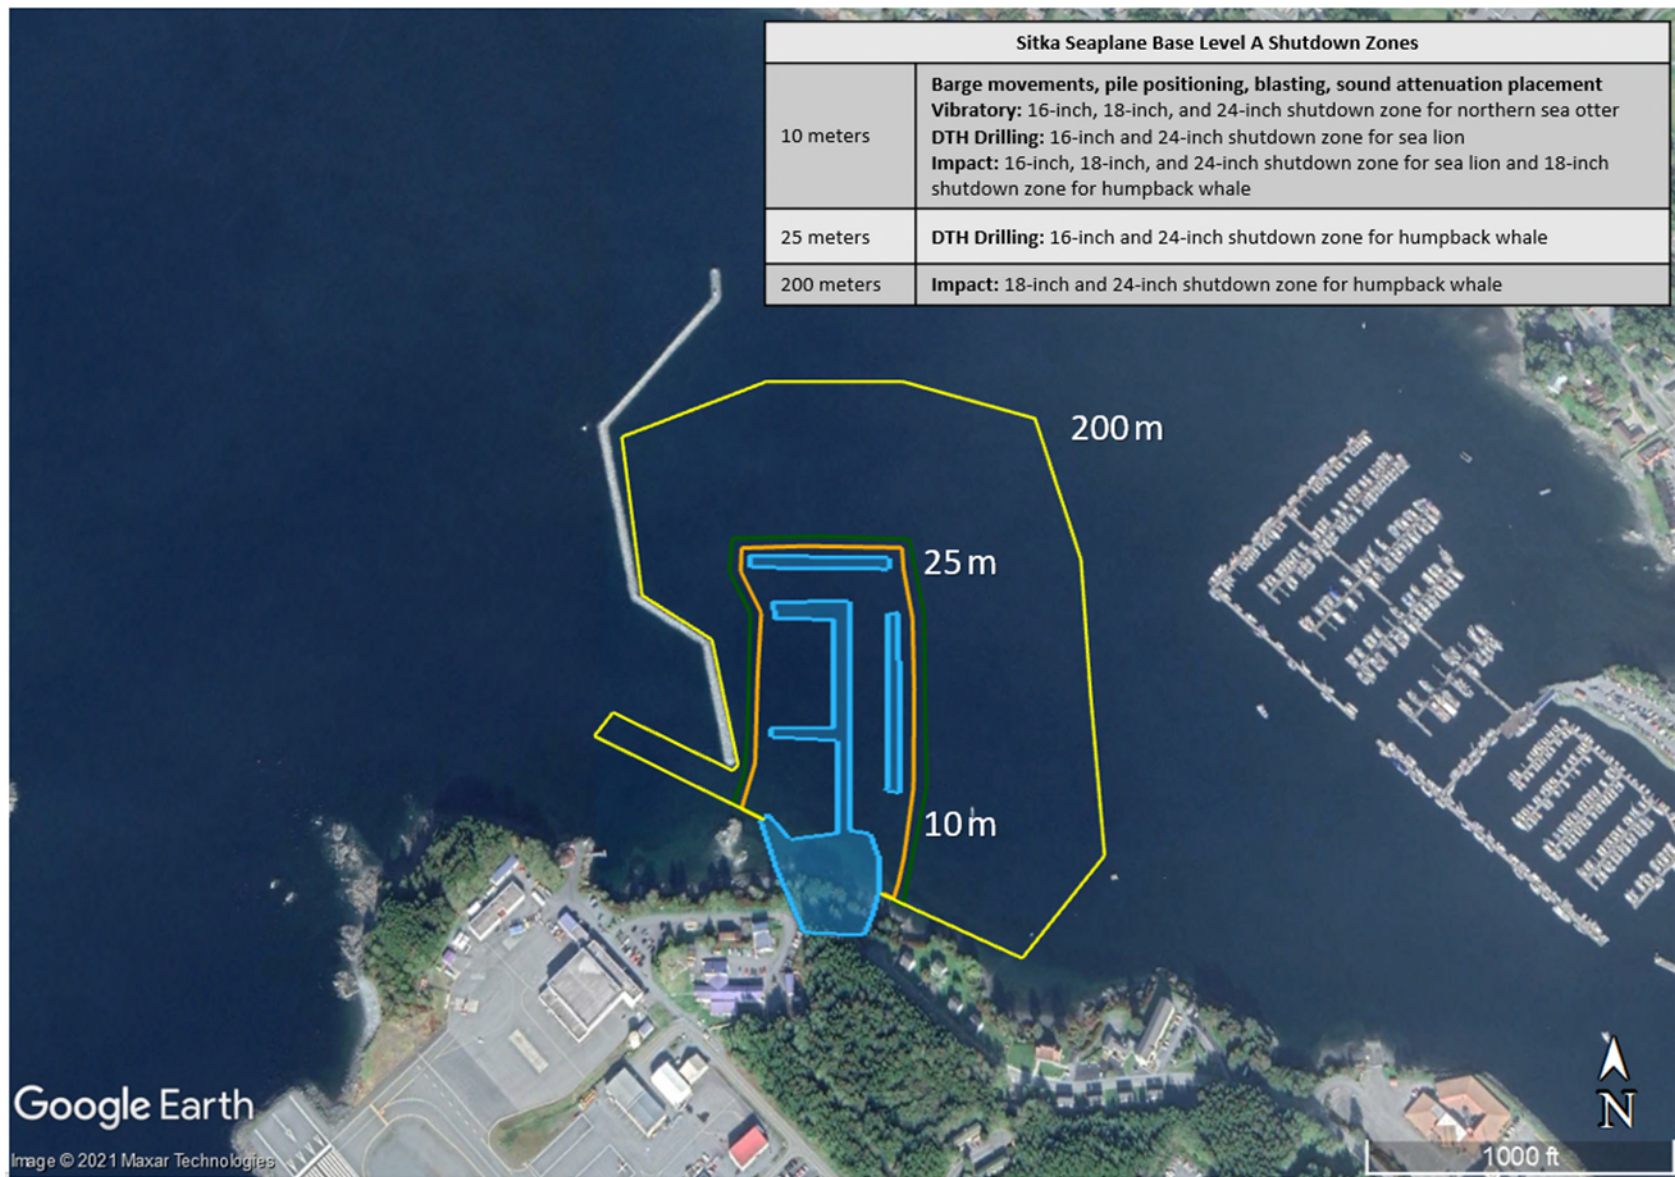 Sitka Seaplane Base Level A Shutdown Zones
10 meters
Barge movements, pile positioning, blasting, sound attenuation placement
Vibratory: 16-inch, 18-inch, and 24-inch shutdown zone for northern sea otter
DTH Drilling: 16-inch and 24-inch shutdown zone for sea lion
Impact: 16-inch, 18-inch, and 24-inch shutdown zone for sea lion and 18-inch
shutdown zone for humpback whale
25 meters
DTH Drilling: 16-inch and 24-inch shutdown zone for humpback whale
200 meters
Impact: 18-inch and 24-inch shutdown zone for humpback whale
200 m
25 m
10 m
Google Earth
N
Image © 2021 Maxar Technologies
1000 ft